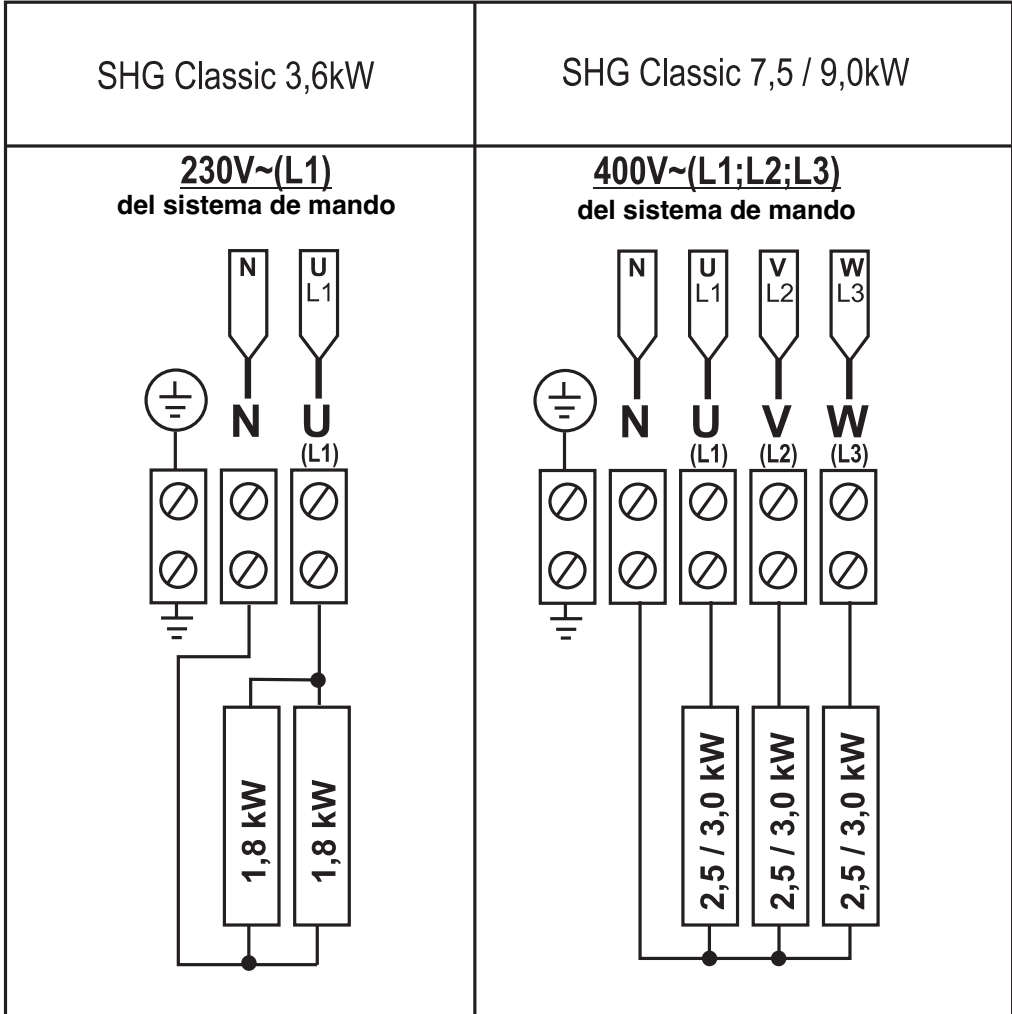 SHG Classic 3,6kW
SHG Classic 7,5 / 9,0kW
230V~(L1)
del sistema de mando
N
U
L1
N
U
(L1)
1,8 kW
1,8 kW
400V~(L1;L2;L3)
del sistema de mando
N
U
L1
V
L2
W
L3
N
U
V
W
(L1)
(L2)
(L3)
2,5 / 3,0 kW
2,5 / 3,0 kW
2,5 / 3,0 kW